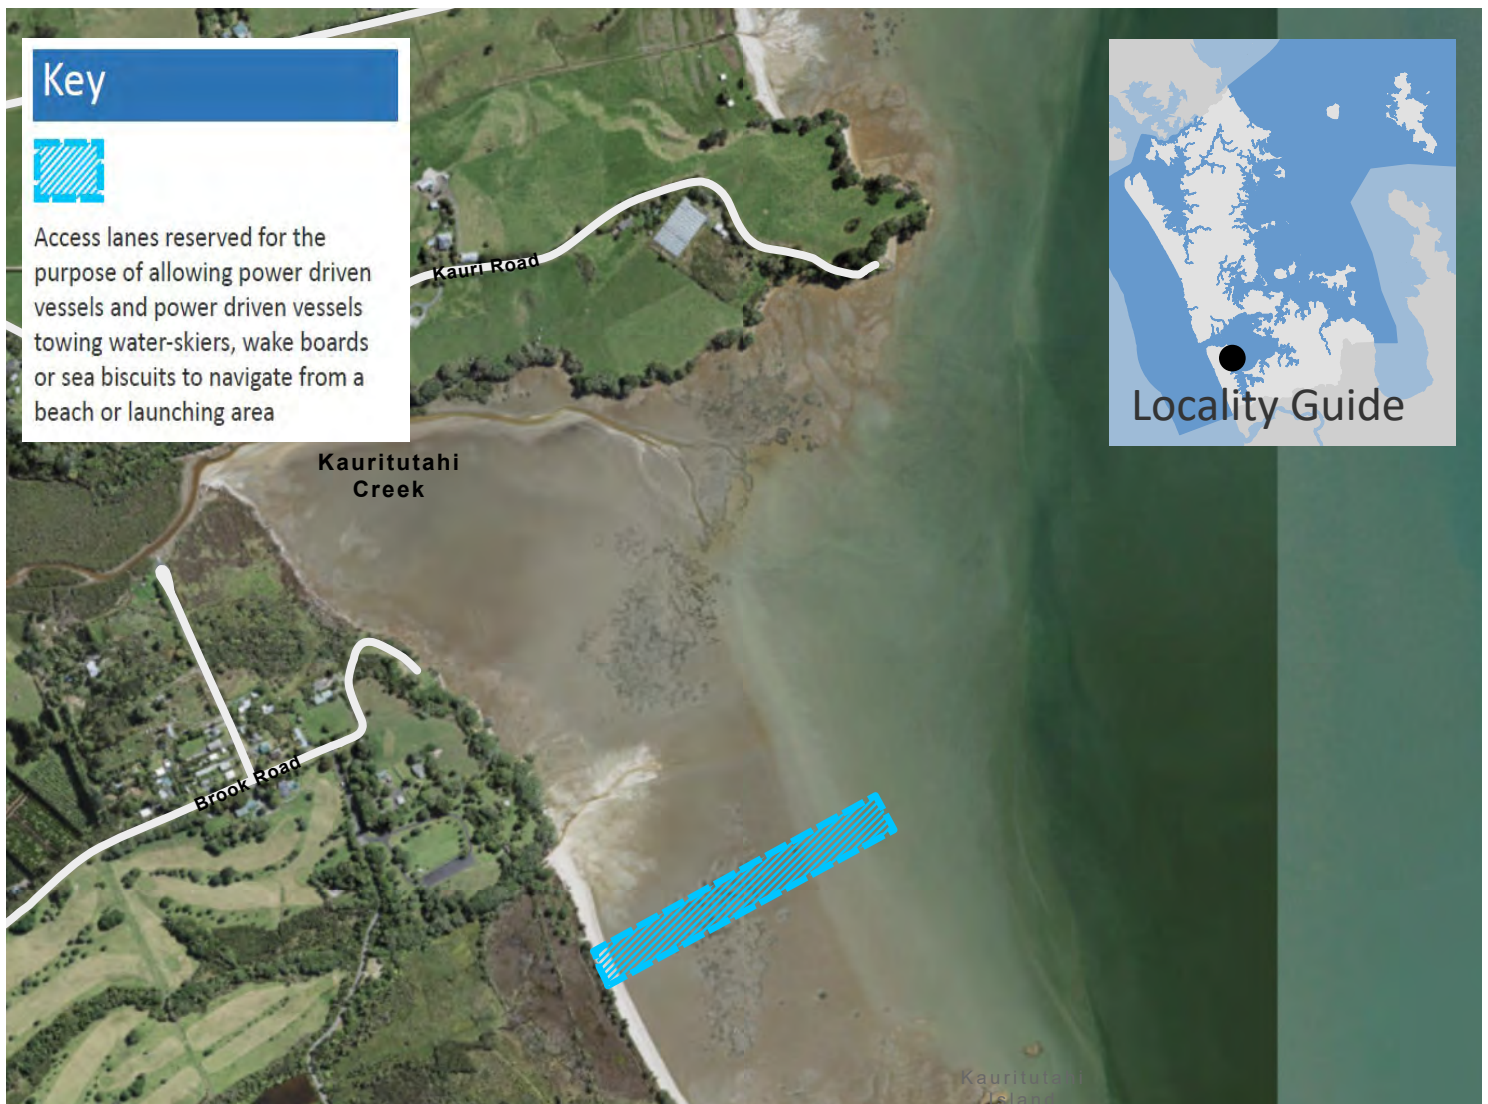 Key
Access lanes reserved for the
purpose of allowing power driven
vessels and power driven vessels
towing water-skiers, wake boards
or sea biscuits to navigate from a
beach or launching area
Locality Guide
Kauri Road
Kauritutahi
Creek
Brook Road
Kauritutahi
Island